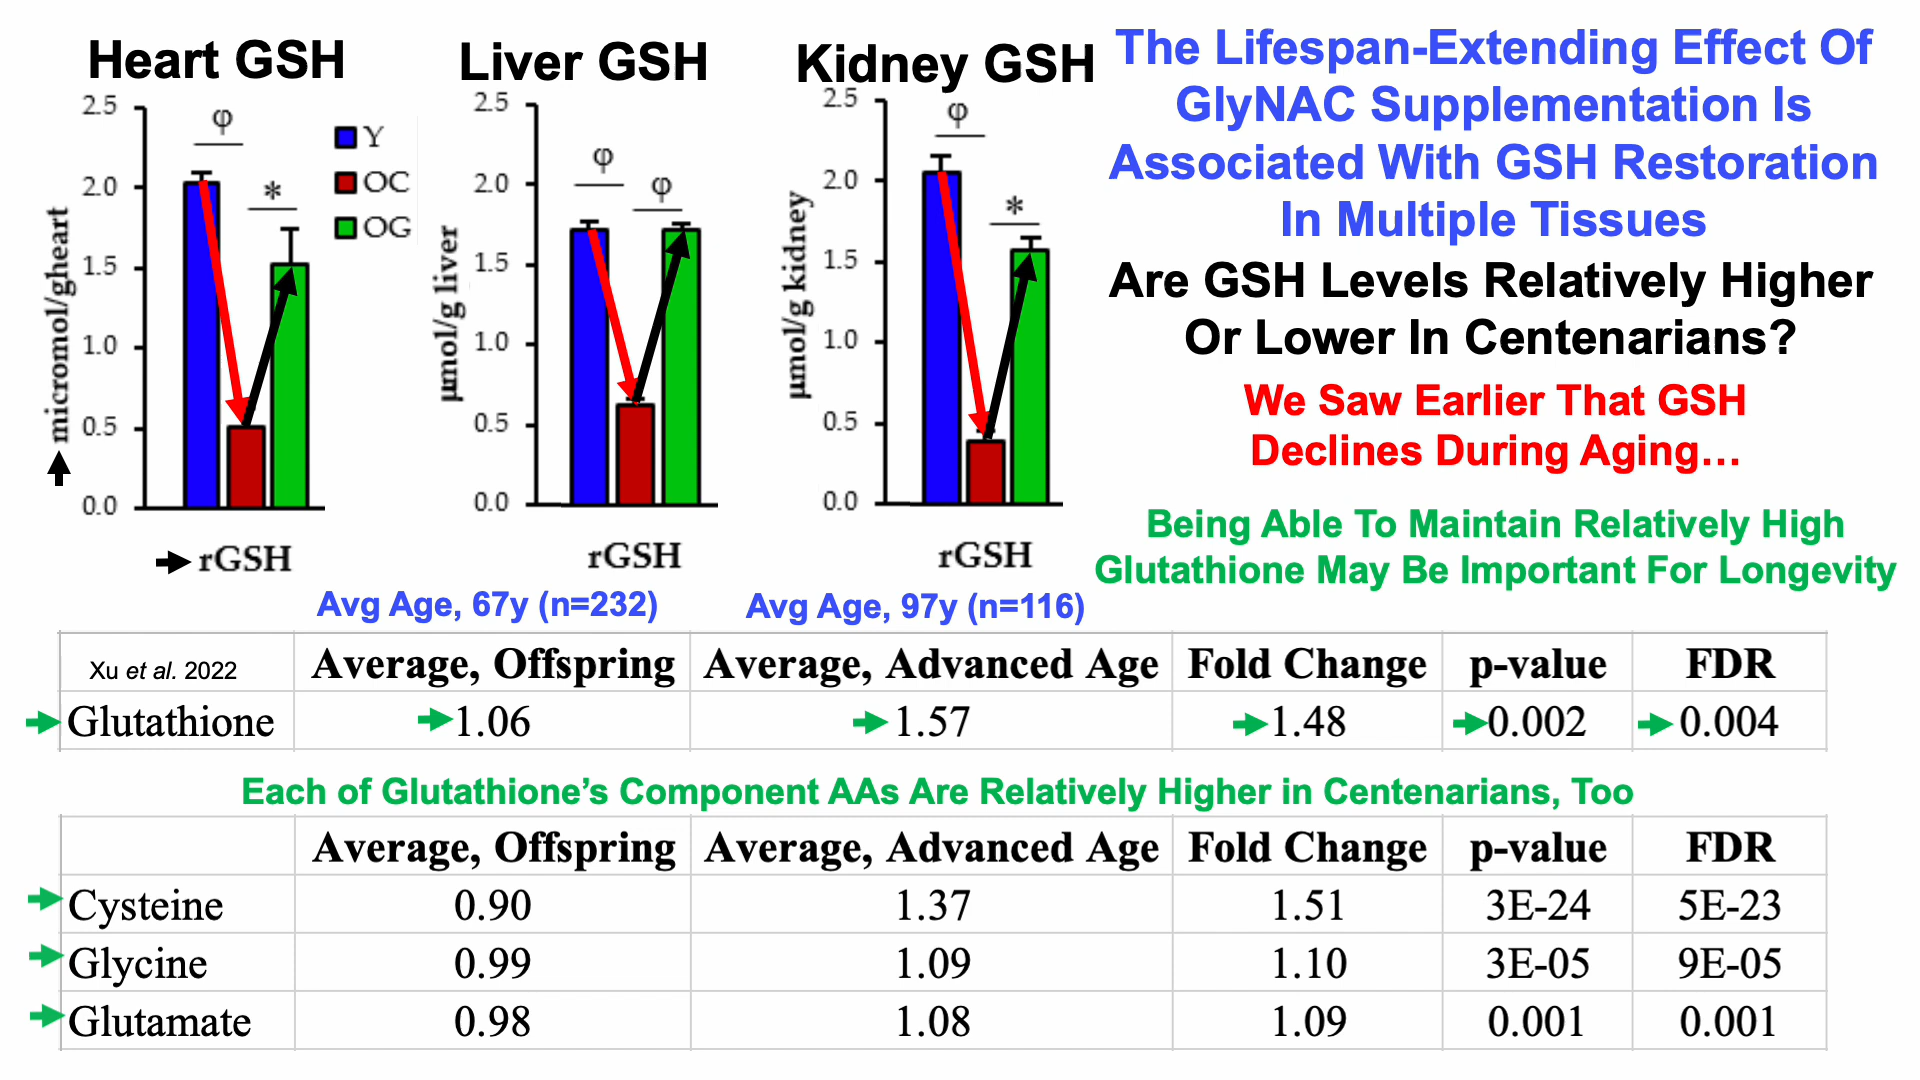 Heart GSH
Liver GSH
Kidney GSH
The Lifespan-Extending Effect Of
GlyNAC Supplementation Is
Associated With GSH Restoration
In Multiple Tissues
Are GSH Levels Relatively Higher
Or Lower In Centenarians?
We Saw Earlier That GSH
Declines During Aging...
Being Able To Maintain Relatively High
Glutathione May Be Important For Longevity
micromol/gheart
2.5
2.0
1.5
1.0
0.5
0.0
φ
*
Y
OC
OG
rGSH
µmol/g liver
2.5
2.0
1.5
1.0
0.5
0.0
φ
φ
rGSH
µmol/g kidney
2.5
2.0
1.5
1.0
0.5
0.0
φ
*
rGSH
Avg Age, 67y (n=232)
Avg Age, 97y (n=116)
Xu et al. 2022 Average, Offspring Average, Advanced Age Fold Change p-value FDR
Glutathione 1.06 1.57 1.48 0.002 0.004
Each of Glutathione’s Component AAs Are Relatively Higher in Centenarians, Too
Average, Offspring Average, Advanced Age Fold Change p-value FDR
Cysteine 0.90 1.37 1.51 3E-24 5E-23
Glycine 0.99 1.09 1.10 3E-05 9E-05
Glutamate 0.98 1.08 1.09 0.001 0.001